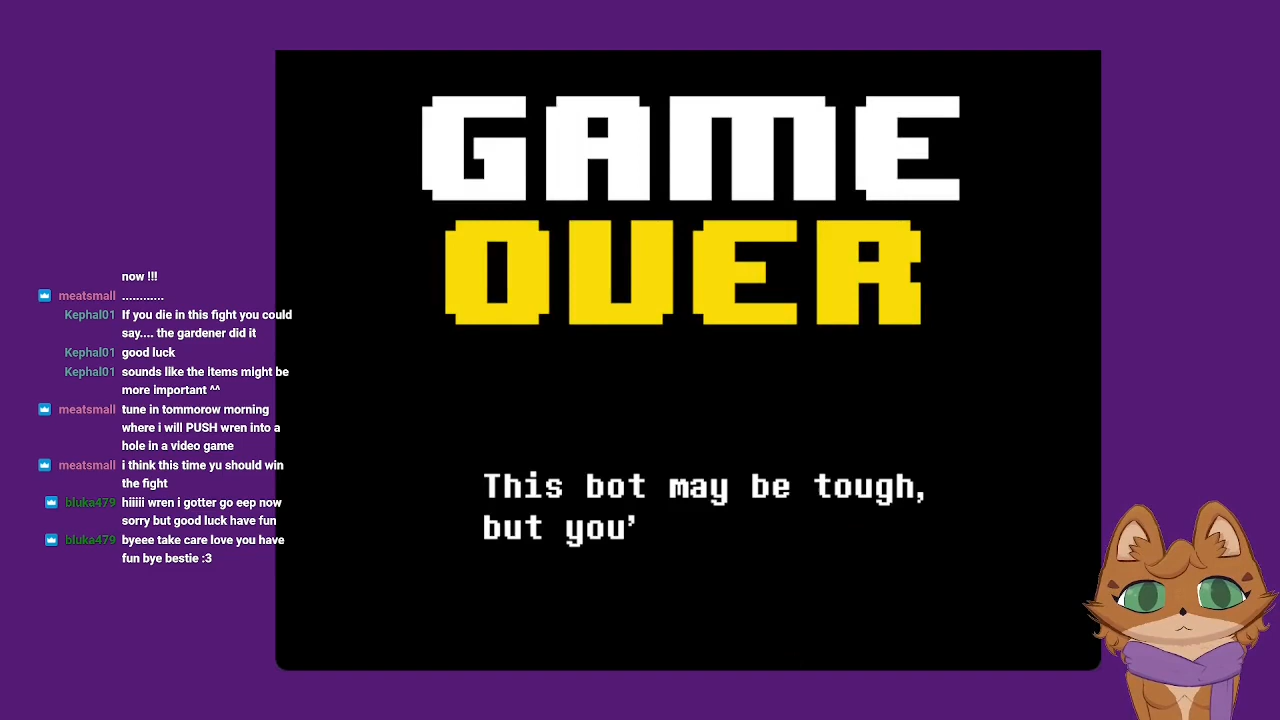 now !!!
meatsmall ............
Kephal01 If you die in this fight you could
say.... the gardener did it
Kephal01 good luck
Kephal01 sounds like the items might be
more important ^^
meatsmall tune in tommorow morning
where i will PUSH wren into a
hole in a video game
meatsmall i think this time yu should win
the fight
bluka479 hiiiii wren i gotter go eep now
sorry but good luck have fun
bluka479 byeee take care love you have
fun bye bestie :3
GAME
OVER
This bot may be tough,
but you'